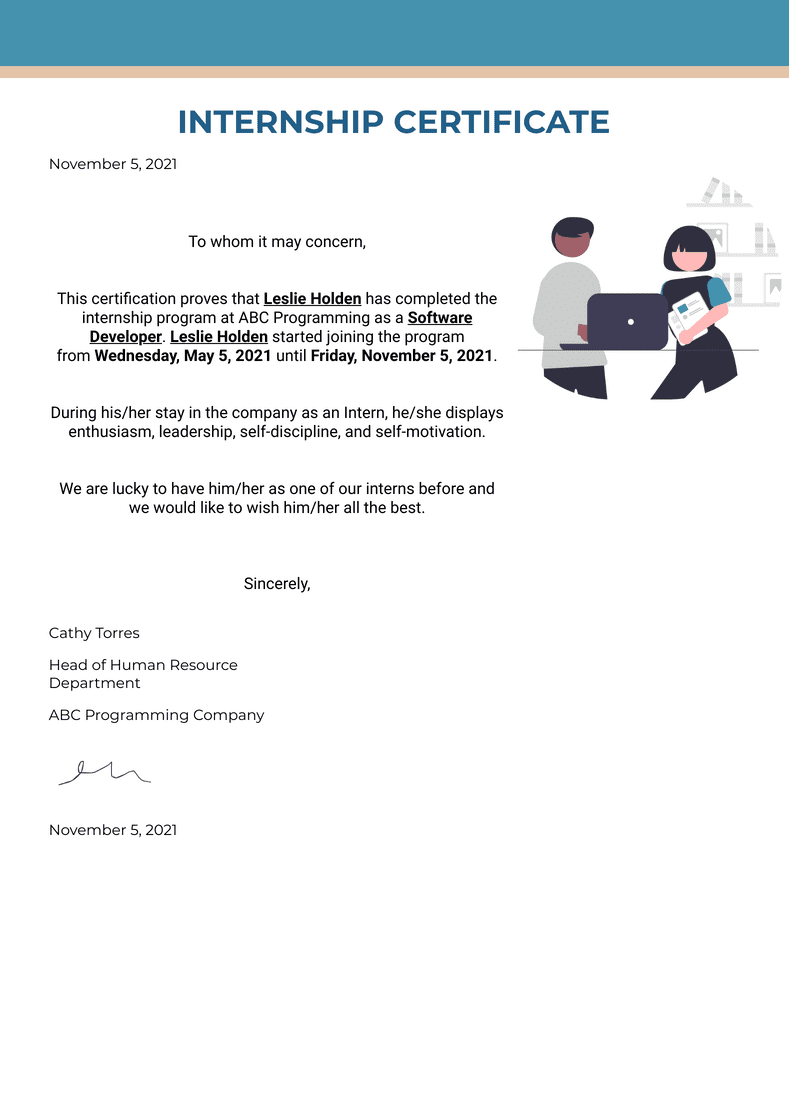 INTERNSHIP CERTIFICATE
November 5, 2021
To whom it may concern,
This certification proves that Leslie Holden has completed the
internship program at ABC Programming as a Software
Developer. Leslie Holden started joining the program
from Wednesday, May 5, 2021 until Friday, November 5, 2021.
During his/her stay in the company as an Intern, he/she displays
enthusiasm, leadership, self-discipline, and self-motivation.
We are lucky to have him/her as one of our interns before and
we would like to wish him/her all the best.
Sincerely,
Cathy Torres
Head of Human Resource
Department
ABC Programming Company
November 5, 2021